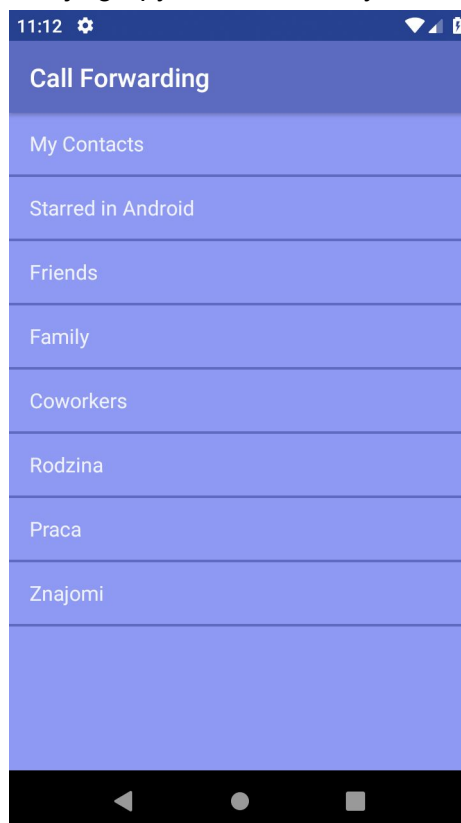 11:12
Call Forwarding
My Contacts
Starred in Android
Friends
Family
Coworkers
Rodzina
Praca
Znajomi